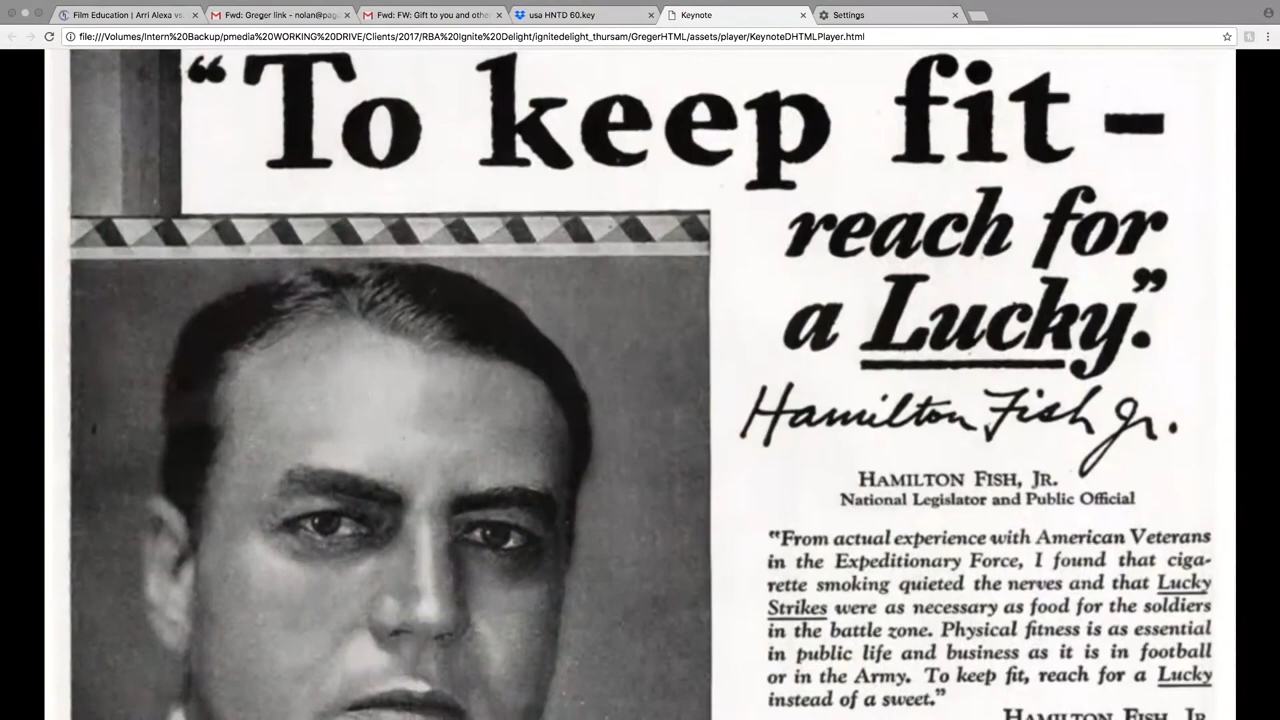 Film Education | Arri Alexa vs.
Fwd: Greger link - nolan@pag
Fwd: FW: Gift to you and othe
usa HNTD 60.key
Keynote
Settings
file:///Volumes/Intern%20Backup/pmedia%20WORKING%20DRIVE/Clients/2017/RBA%20Ignite%20Delight/ignitedelight_thursam/GregerHTML/assets/player/KeynoteDHTMLPlayer.html
“To keep fit -
reach for
a Lucky.”
Hamilton Fish Jr.
HAMILTON FISH, JR.
National Legislator and Public Official
“From actual experience with American Veterans
in the Expeditionary Force, I found that ciga-
rette smoking quieted the nerves and that Lucky
Strikes were as necessary as food for the soldiers
in the battle zone. Physical fitness is as essential
in public life and business as it is in football
or in the Army. To keep fit, reach for a Lucky
instead of a sweet.”
HAMILTON FISH, JR.